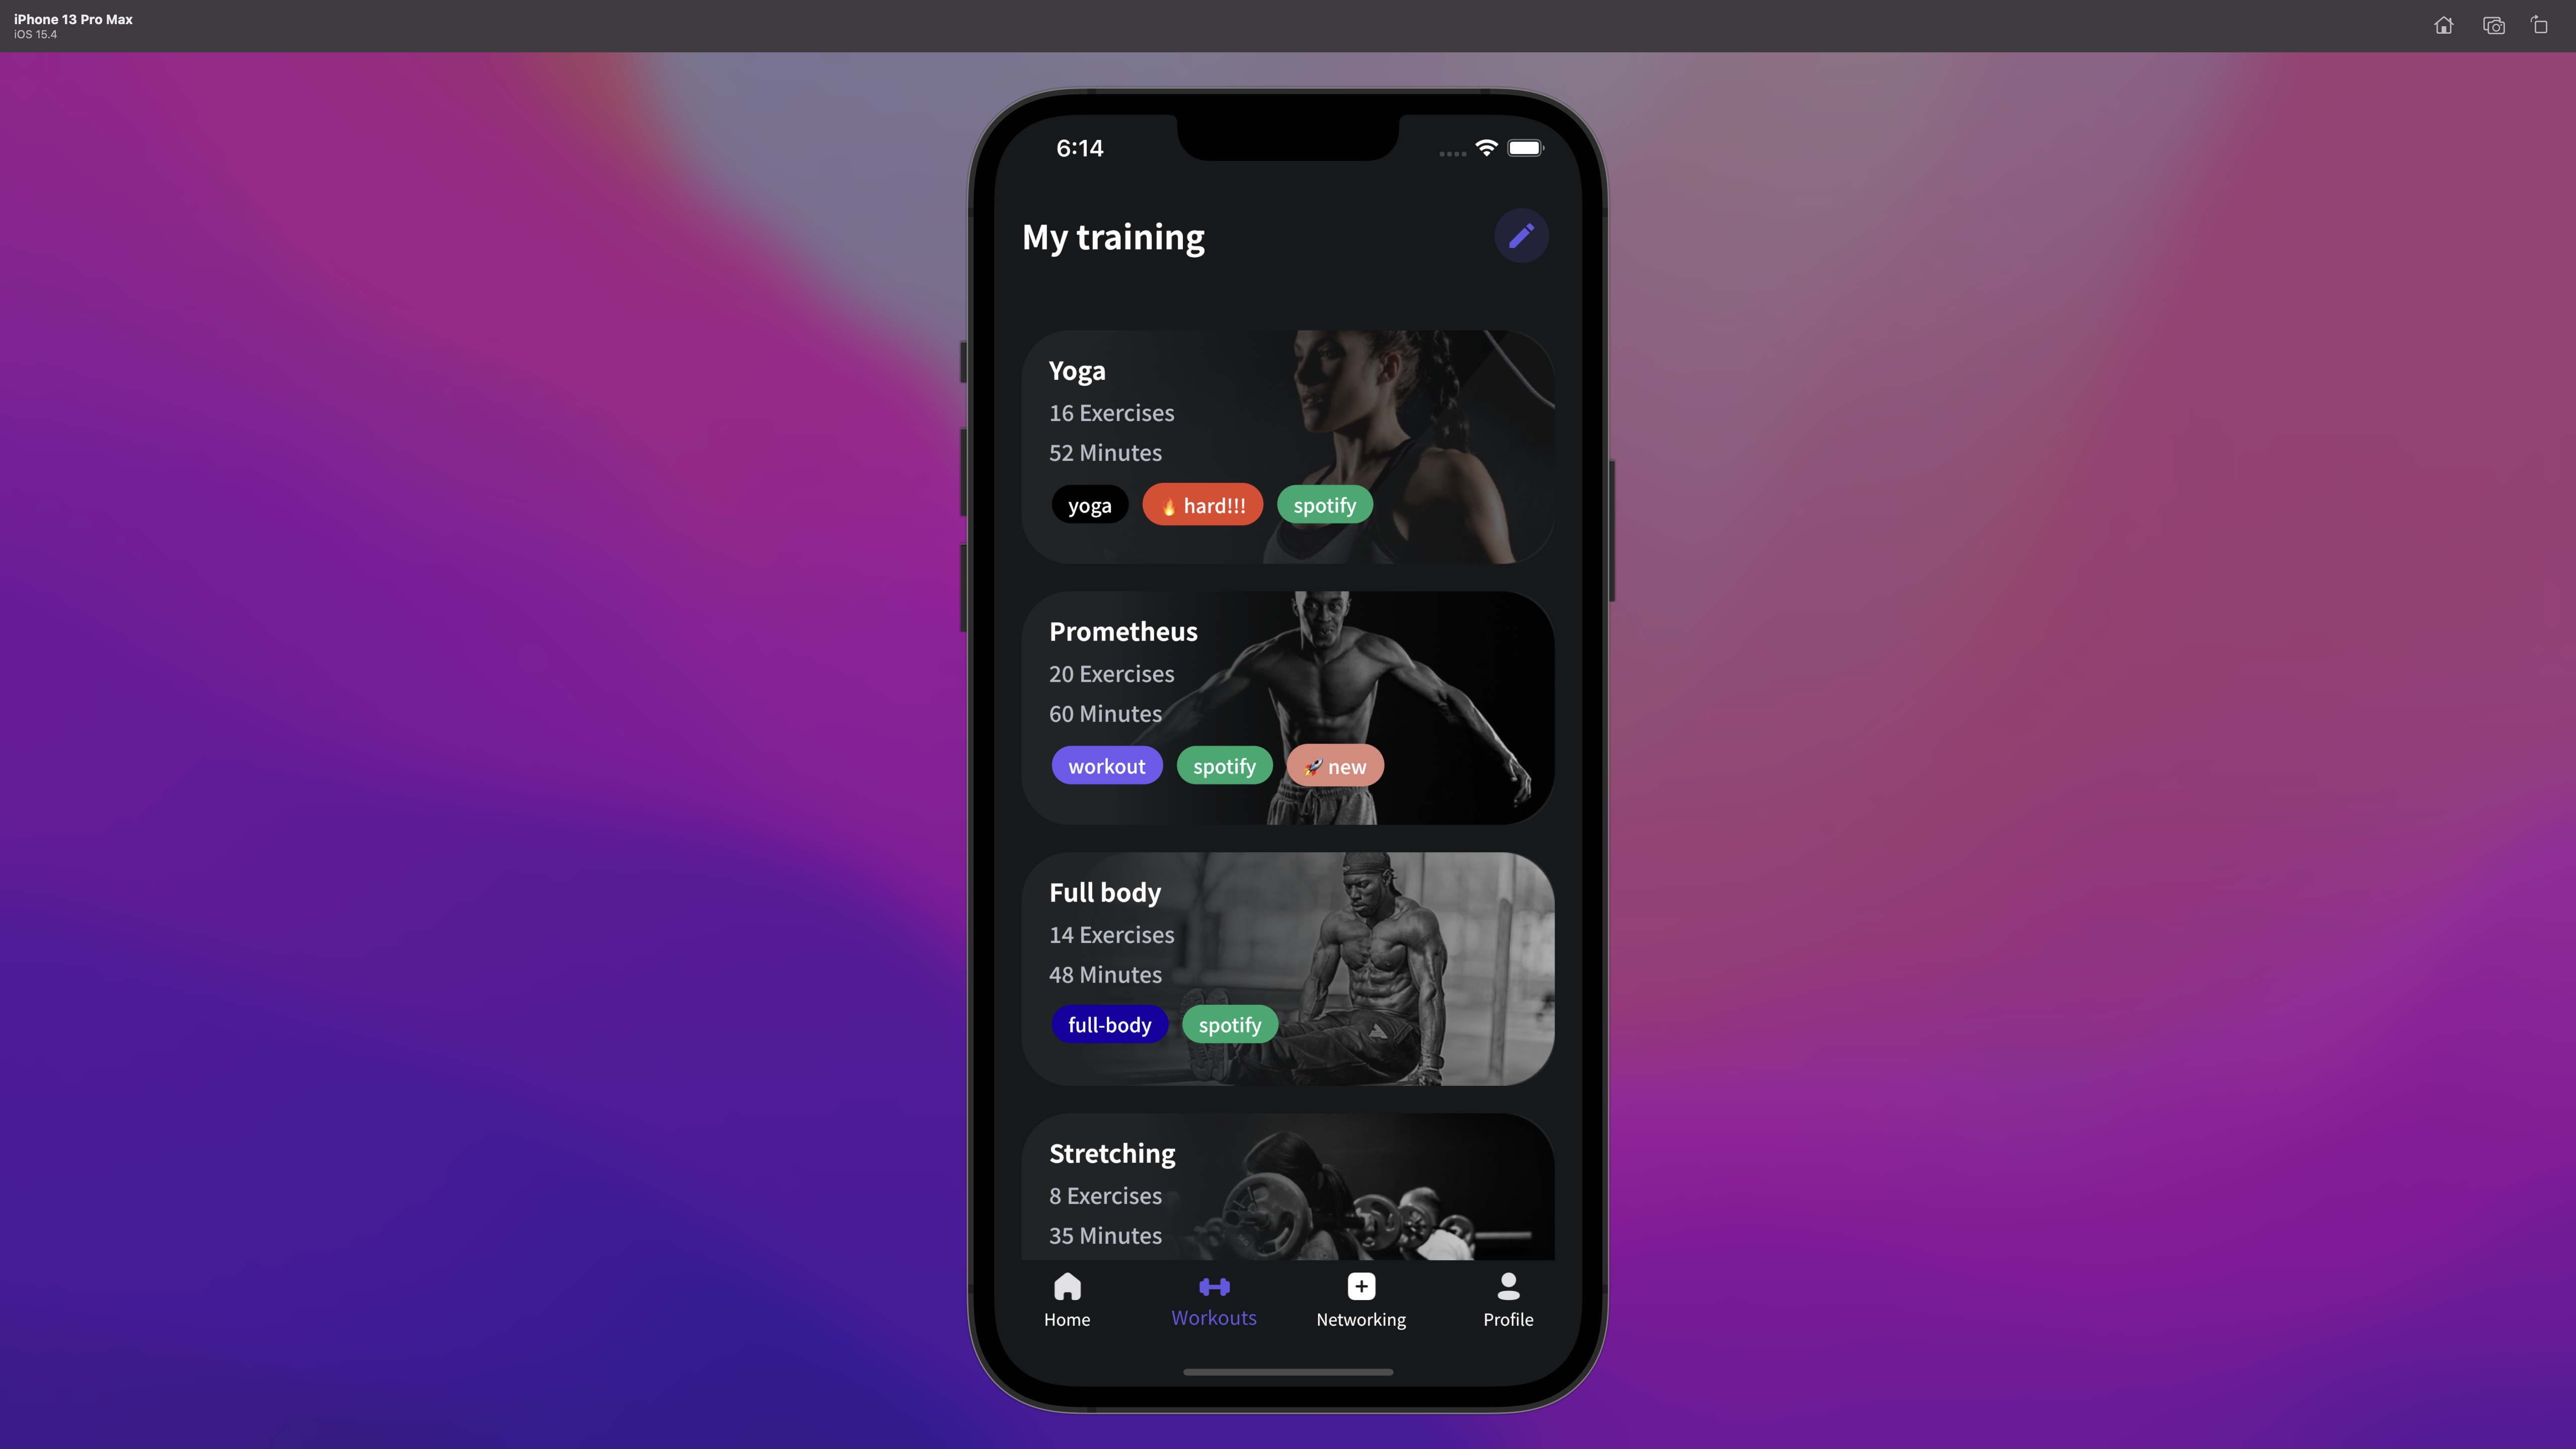 iPhone 13 Pro Max
iOS 15.4
6:14
My training
Yoga
16 Exercises
52 Minutes
yoga 🔥 hard!!! spotify
Prometheus
20 Exercises
60 Minutes
workout spotify 🚀 new
Full body
14 Exercises
48 Minutes
full-body spotify
Stretching
8 Exercises
35 Minutes
Home Workouts Networking Profile